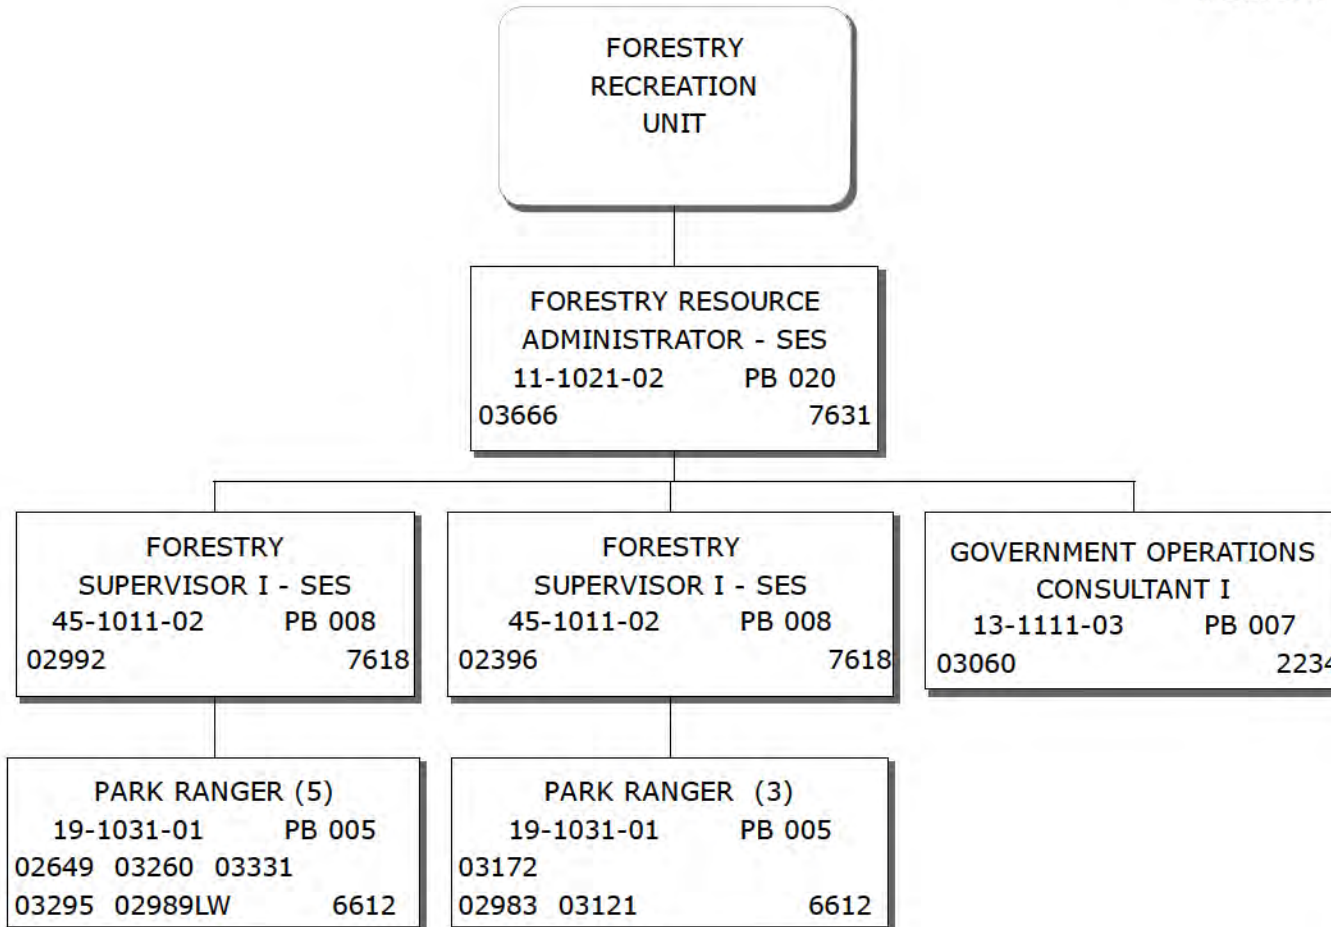 FORESTRY
RECREATION
UNIT
FORESTRY RESOURCE
ADMINISTRATOR - SES
11-1021-02 PB 020
03666 7631
FORESTRY
SUPERVISOR I - SES
45-1011-02 PB 008
02992 7618
FORESTRY
SUPERVISOR I - SES
45-1011-02 PB 008
02396 7618
GOVERNMENT OPERATIONS
CONSULTANT I
13-1111-03 PB 007
03060 2234
PARK RANGER (5)
19-1031-01 PB 005
02649 03260 03331
03295 02989LW 6612
PARK RANGER (3)
19-1031-01 PB 005
03172
02983 03121 6612